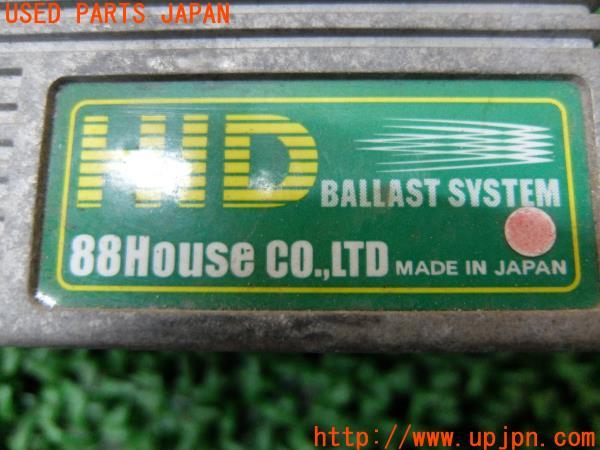 USED PARTS JAPAN
HID
BALLAST SYSTEM
88House CO.,LTD MADE IN JAPAN
http://www.upjpn.com